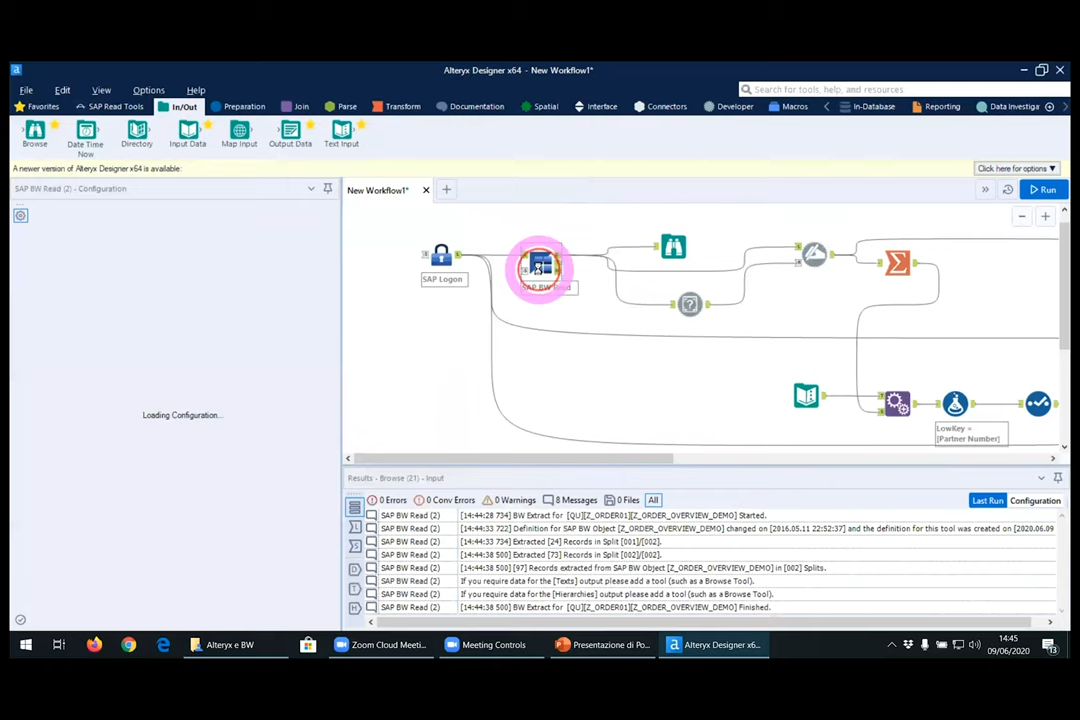 Alteryx Designer x64 - New Workflow1*
File Edit View Options Help
Search for tools, help, and resources
Favorites SAP Read Tools In/Out Preparation Join Parse Transform Documentation Spatial Interface Connectors Developer Macros In-Database Reporting Data Investiga
Browse Date Time Now Directory Input Data Map Input Output Data Text Input
A newer version of Alteryx Designer x64 is available: Click here for options ▼
SAP BW Read (2) - Configuration
New Workflow1* Run
SAP Logon
SAP BW Read
Loading Configuration...
LowKey =
[Partner Number]
Results - Browse (21) - Input
0 Errors 0 Conv Errors 0 Warnings 8 Messages 0 Files All Last Run Configuration
SAP BW Read (2) [14:44:28 734] BW Extract for [QU][Z_ORDER01][Z_ORDER_OVERVIEW_DEMO] Started.
SAP BW Read (2) [14:44:33 722] Definition for SAP BW Object [Z_ORDER_OVERVIEW_DEMO] changed on [2016.05.11 22:52:37] and the definition for this tool was created on [2020.06.09
SAP BW Read (2) [14:44:33 734] Extracted [24] Records in Split [001]/[002].
SAP BW Read (2) [14:44:38 500] Extracted [73] Records in Split [002]/[002].
SAP BW Read (2) [14:44:38 500] [97] Records extracted from SAP BW Object [Z_ORDER_OVERVIEW_DEMO] in [002] Splits.
SAP BW Read (2) If you require data for the [Texts] output please add a tool (such as a Browse Tool).
SAP BW Read (2) If you require data for the [Hierarchies] output please add a tool (such as a Browse Tool).
SAP BW Read (2) [14:44:38 500] BW Extract for [QU][Z_ORDER01][Z_ORDER_OVERVIEW_DEMO] Finished.
Alteryx e BW Zoom Cloud Meeti... Meeting Controls Presentazione di Po... Alteryx Designer x6...
14:45
09/06/2020
13